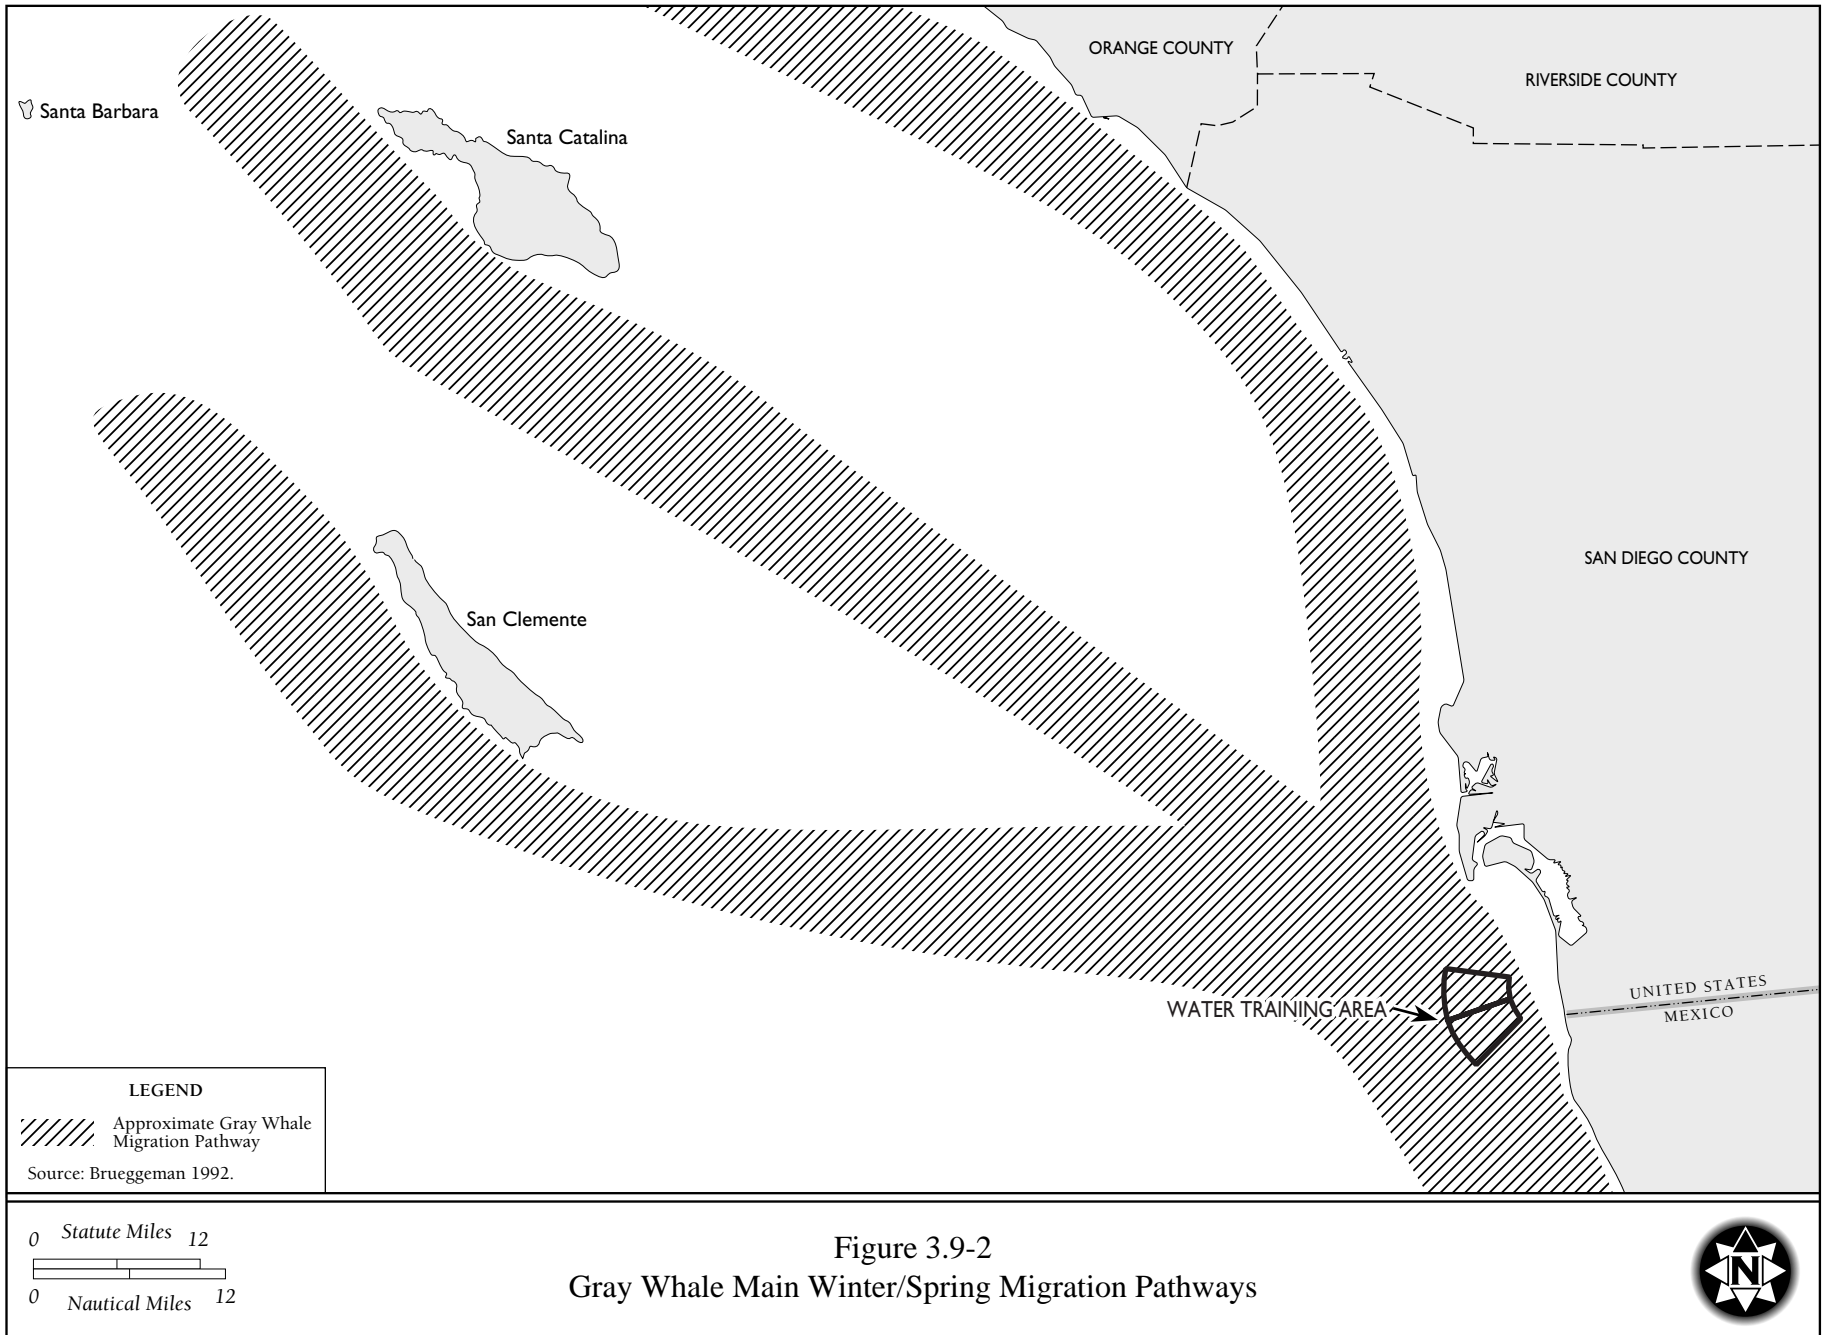 ORANGE COUNTY
RIVERSIDE COUNTY
Santa Barbara
Santa Catalina
SAN DIEGO COUNTY
San Clemente
UNITED STATES
WATER TRAINING AREA
MEXICO
LEGEND
Approximate Gray Whale
Migration Pathway
Source: Brueggeman 1992.
0 Statute Miles 12
0 Nautical Miles 12
Figure 3.9-2
Gray Whale Main Winter/Spring Migration Pathways
N